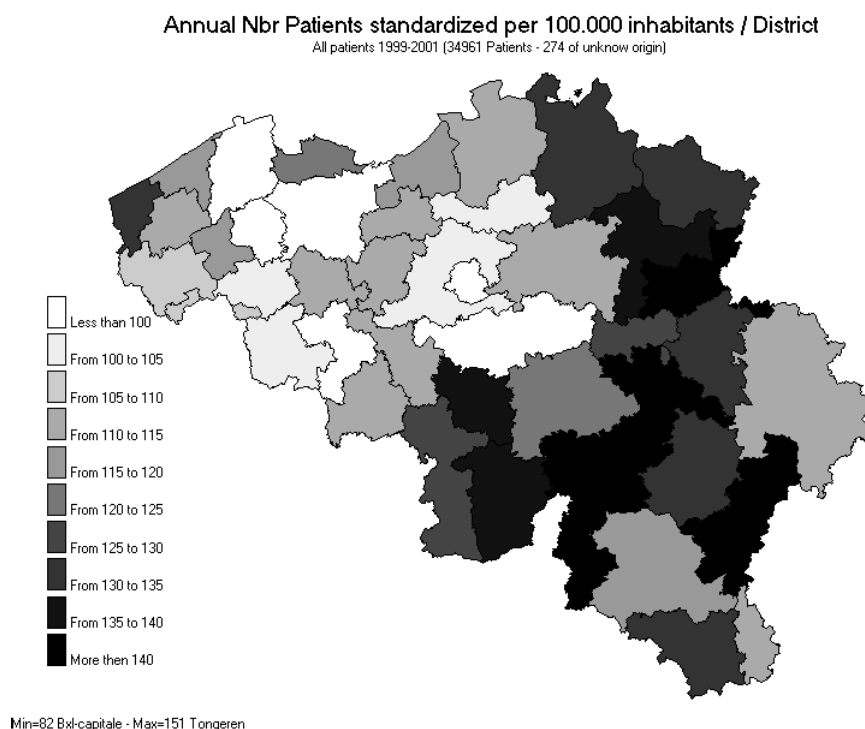 Annual Nbr Patients standardized per 100.000 inhabitants / District
All patients 1999-2001 (34961 Patients - 274 of unknow origin)
Less than 100
From 100 to 105
From 105 to 110
From 110 to 115
From 115 to 120
From 120 to 125
From 125 to 130
From 130 to 135
From 135 to 140
More then 140
Min=82 Bxl-capitale - Max=151 Tongeren